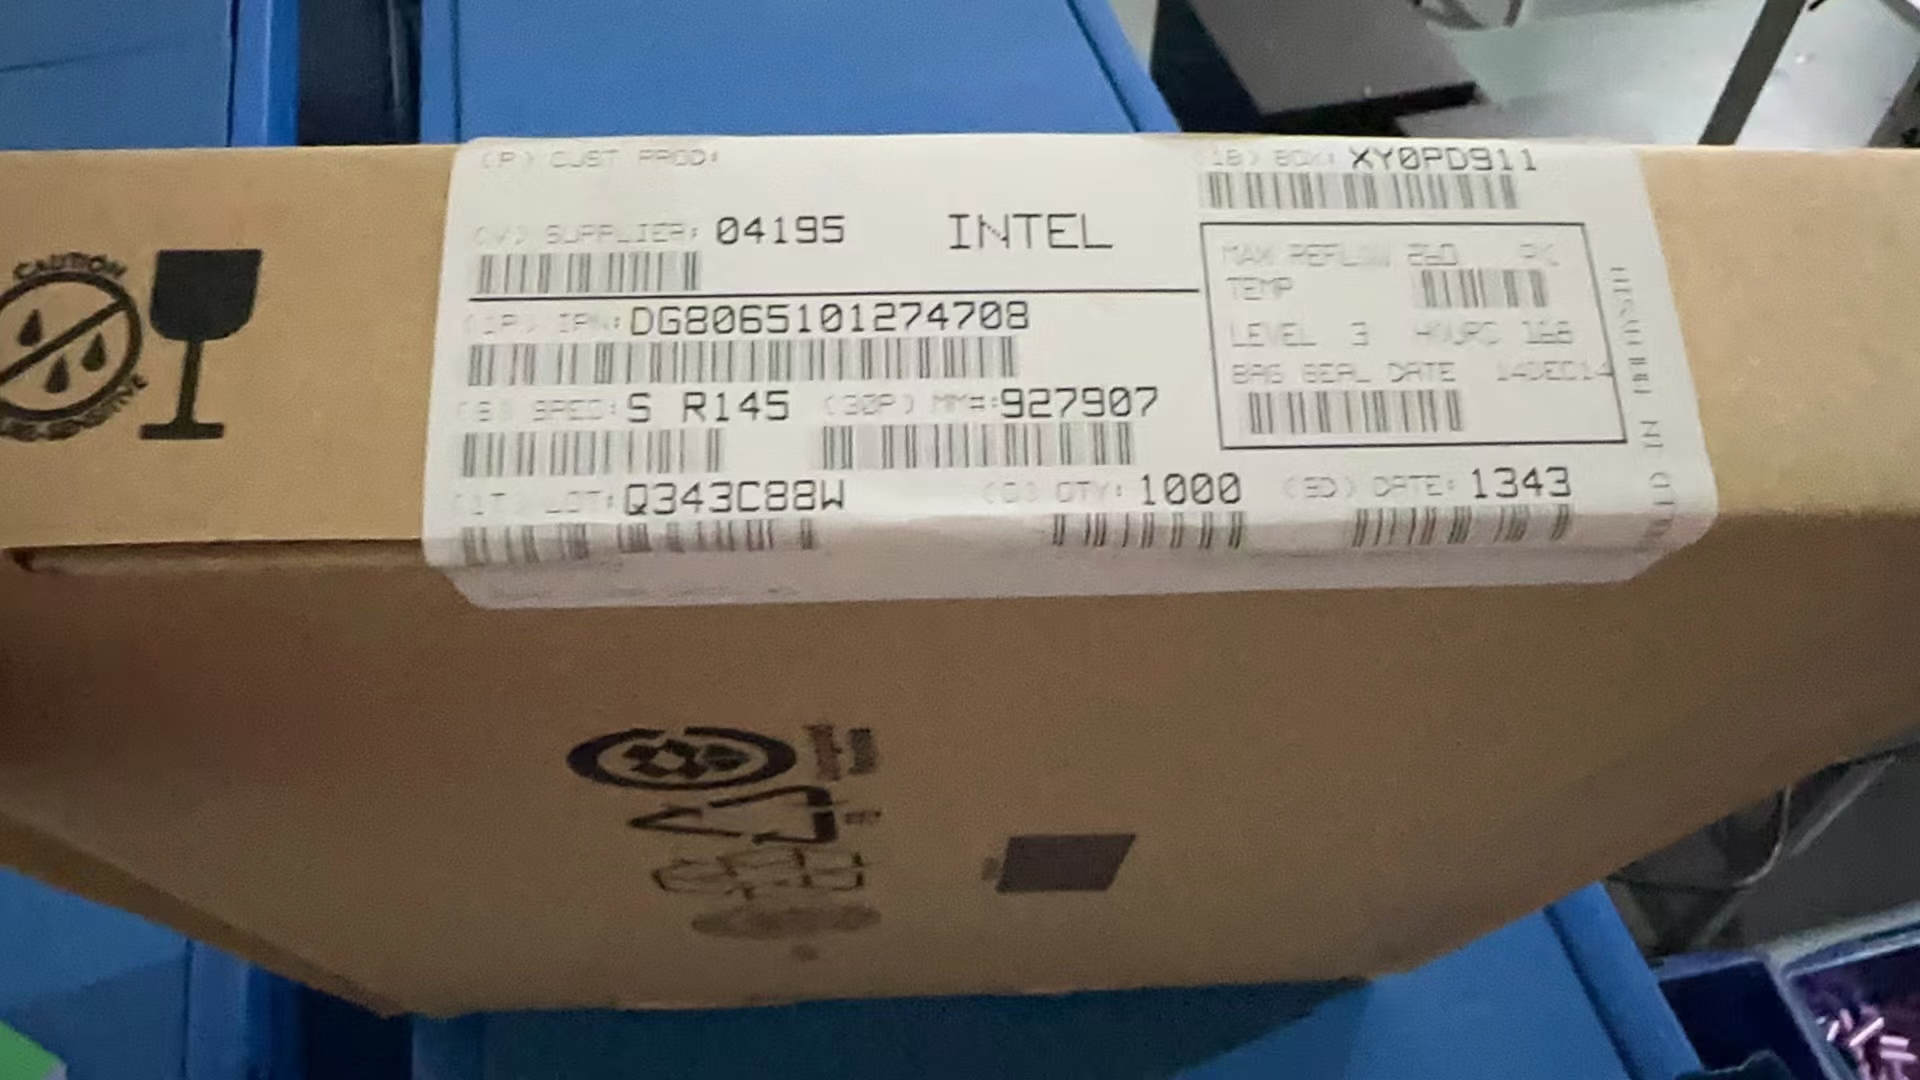 CAUTION
(P) CUST PROD:
(1B) BOX: XY0PD911
(V) SUPPLIER: 04195 INTEL
MAX REFLOW 260 PK
TEMP
(1P) IPN: DG8065101274708
LEVEL 3 HOURS 168
BAG SEAL DATE 14DEC14
(S) SPEC: S R145 (30P) MM#: 927907
(1T) LOT: Q343C88W (Q) QTY: 1000 (9D) DATE: 1343